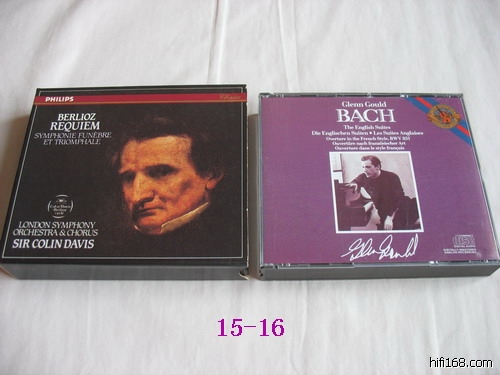 PHILIPS
BERLIOZ
REQUIEM
SYMPHONIE FUNÈBRE
ET TRIOMPHALE
LONDON SYMPHONY
ORCHESTRA & CHORUS
SIR COLIN DAVIS
Glenn Gould
BACH
The English Suites
Die Englischen Suiten • Les Suites Anglaises
Overture in the French Style, BWV 831
Ouvertüre nach französischer Art
Ouverture dans le style français
Glenn Gould
15-16
hifi168.com